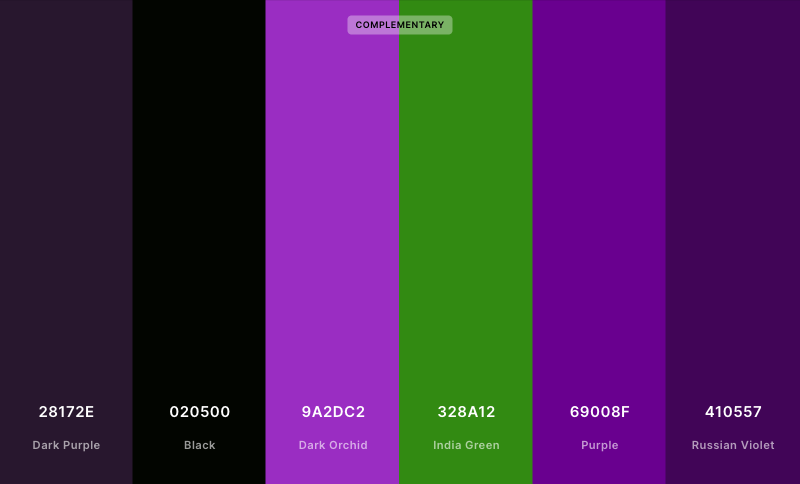 COMPLEMENTARY
28172E
Dark Purple
020500
Black
9A2DC2
Dark Orchid
328A12
India Green
69008F
Purple
410557
Russian Violet